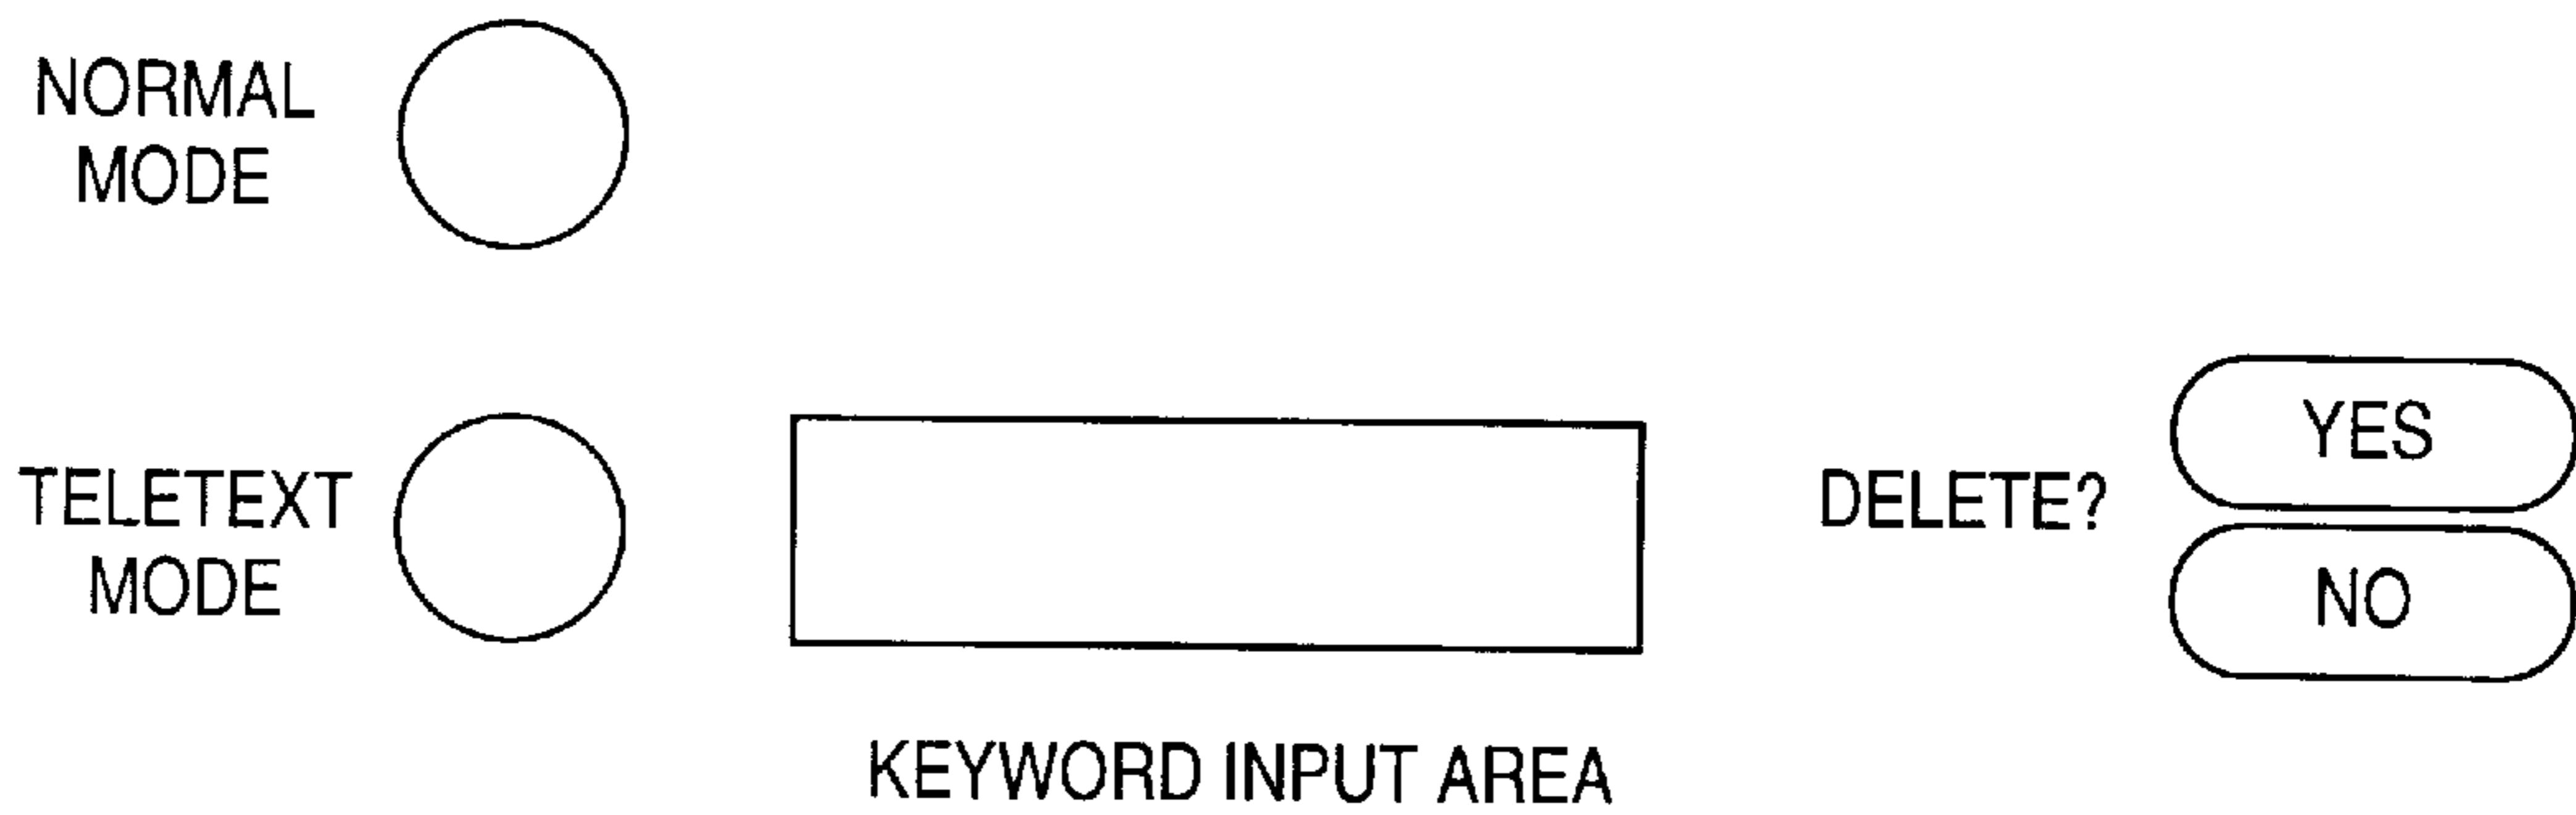 NORMAL
MODE
TELETEXT
MODE
DELETE?
YES
NO
KEYWORD INPUT AREA